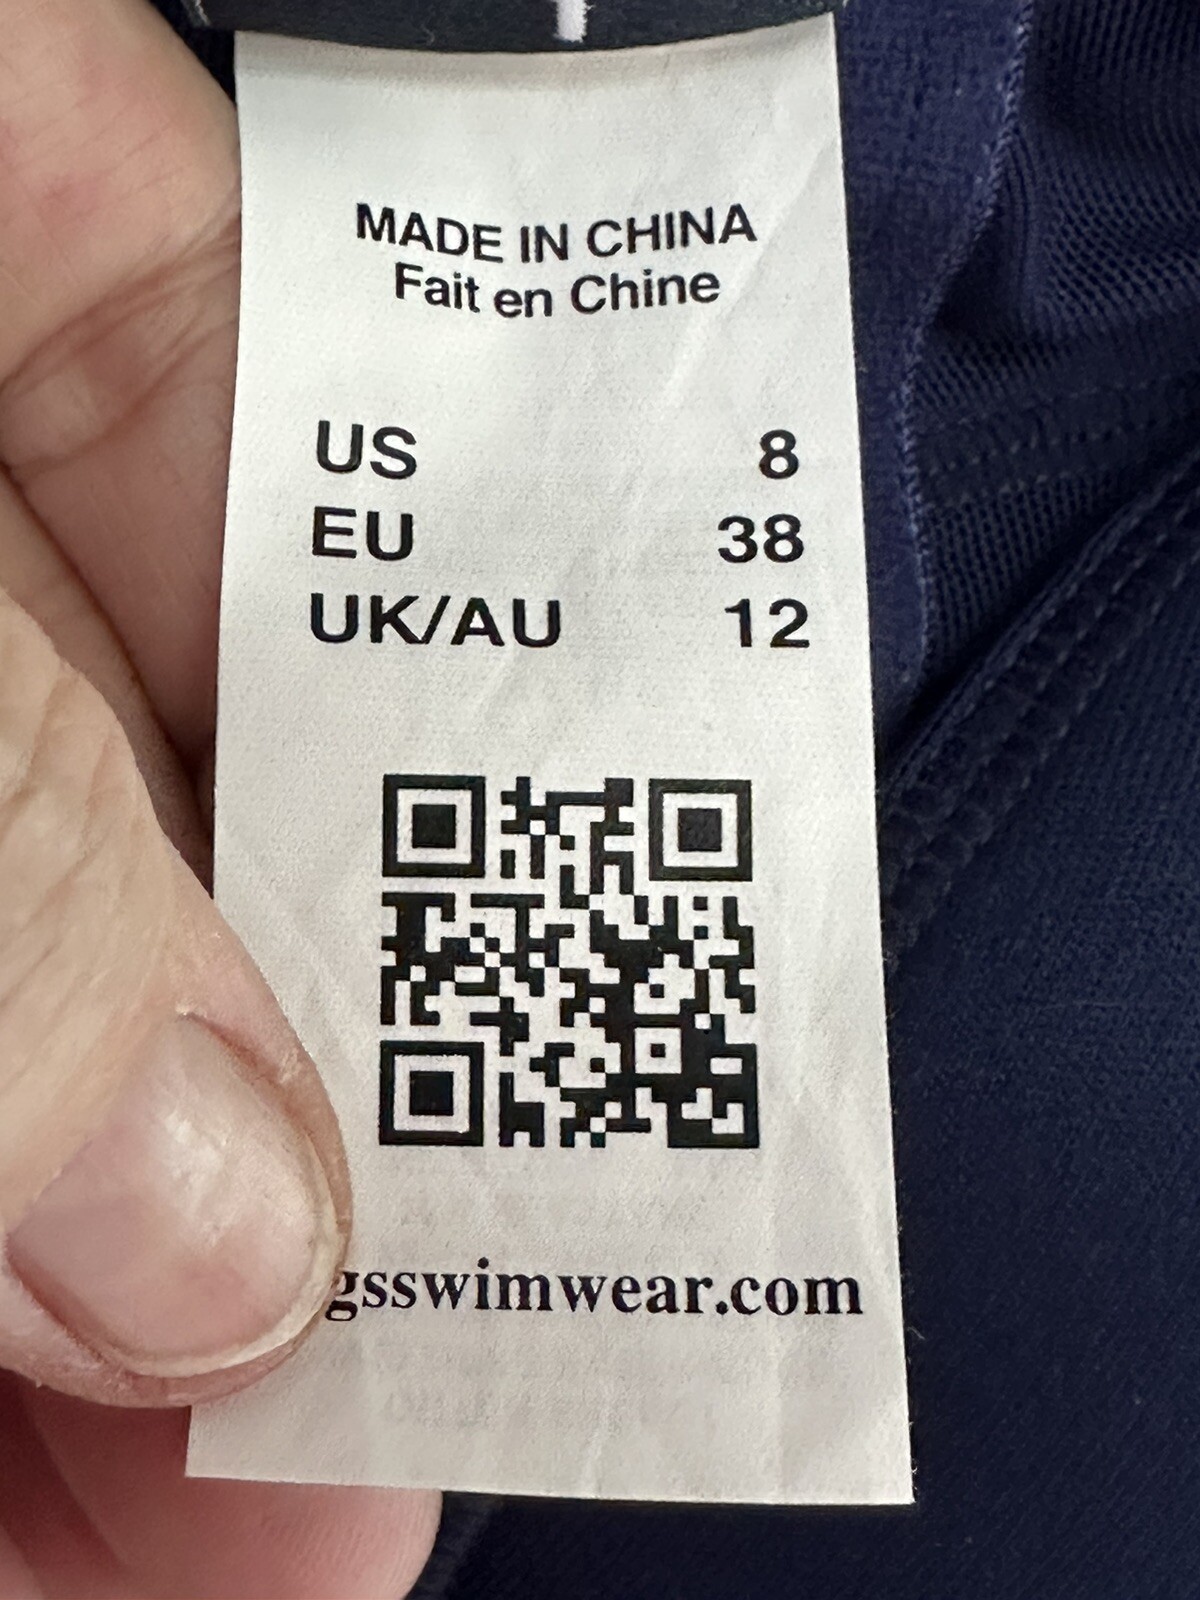 MADE IN CHINA
Fait en Chine
US 8
EU 38
UK/AU 12
gsswimwear.com